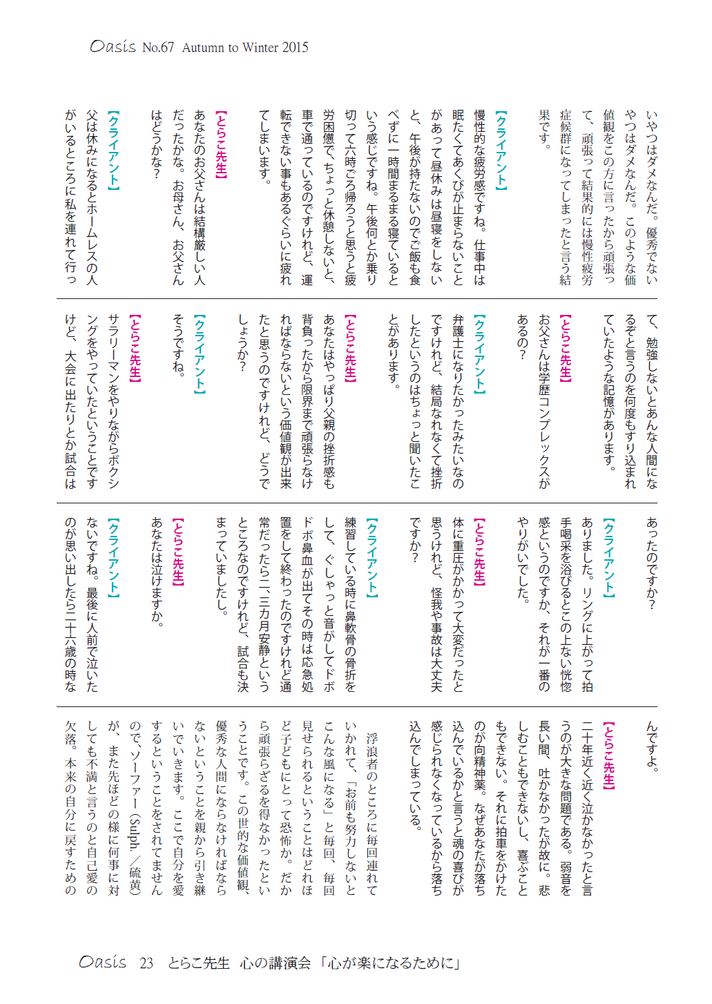 Oasis No.67 Autumn to Winter 2015
いやつはダメなんだ。優秀でない
やつはダメなんだ。このような価
値観をこの方に言ったから頑張っ
て、頑張って結果的には慢性疲労
症候群になってしまったと言う結
果です。
【クライアント】
慢性的な疲労感ですね。仕事中は
眠たくてあくびが止まらないこと
があって昼休みは昼寝をしない
と、午後が持たないのでご飯も食
べずに一時間まるまる寝ていると
いう感じですね。午後何とか乗り
切って六時ごろ帰ろうと思うと疲
労困憊で、ちょっと休憩しないと、
車で通っているのですけれど、運
転できない事もあるぐらいに疲れ
てしまいます。
【とらこ先生】
あなたのお父さんは結構厳しい人
だったかな。お母さん、お父さん
はどうかな？
【クライアント】
父は休みになるとホームレスの人
がいるところに私を連れて行っ
て、勉強しないとあんな人間にな
るぞと言うのを何度もすり込まれ
ていたような記憶があります。
【とらこ先生】
お父さんは学歴コンプレックスが
あるの？
【クライアント】
弁護士になりたかったみたいなの
ですけれど、結局なれなくて挫折
したというのはちょっと聞いたこ
とがあります。
【とらこ先生】
あなたはやっぱり父親の挫折感も
背負ったから限界まで頑張らなけ
ればならないという価値観が出来
たと思うのですけれど、どうで
しょうか？
【クライアント】
そうですね。
【とらこ先生】
サラリーマンをやりながらボクシ
ングをやっていたということです
けど、大会に出たりとか試合は
あったのですか？
【クライアント】
ありました。リングに上がって拍
手喝采を浴びるとこの上ない恍惚
感というのですか、それが一番の
やりがいでした。
【とらこ先生】
体に重圧がかかって大変だったと
思うけれど、怪我や事故は大丈夫
ですか？
【クライアント】
練習している時に鼻軟骨の骨折を
して、ぐしゃっと音がしてドボ
ドボ鼻血が出てその時は応急処
置をして終わったのですけれど通
常だったら二、三カ月安静という
ところなのですけれど、試合も決
まっていましたし。
【とらこ先生】
あなたは泣けますか。
【クライアント】
ないですね。最後に人前で泣いた
のが思い出したら二十六歳の時な
んですよ。
【とらこ先生】
二十年近く近く泣かなかったと言
うのが大きな問題である。弱音を
長い間、吐かなかったが故に。悲
しむこともできないし、喜ぶこと
もできない。それに拍車をかけた
のが向精神薬。なぜあなたが落ち
込んでいるかと言うと魂の喜びが
感じられなくなっているから落ち
込んでしまっている。
浮浪者のところに毎回連れて
いかれて、「お前も努力しないと
こんな風になる」と毎回、毎回
見せられるということはどれほ
ど子どもにとって恐怖か。だか
ら頑張らざるを得なかったとい
うことです。この世的な価値観、
優秀な人間にならなければなら
ないということを親から引き継
いでいきます。ここで自分を愛
するということをされてません
ので、ソーファー（Sulph.／硫黄）
が、また先ほどの様に何事に対
しても不満と言うのと自己愛の
欠落。本来の自分に戻すための
Oasis 23 とらこ先生 心の講演会「心が楽になるために」